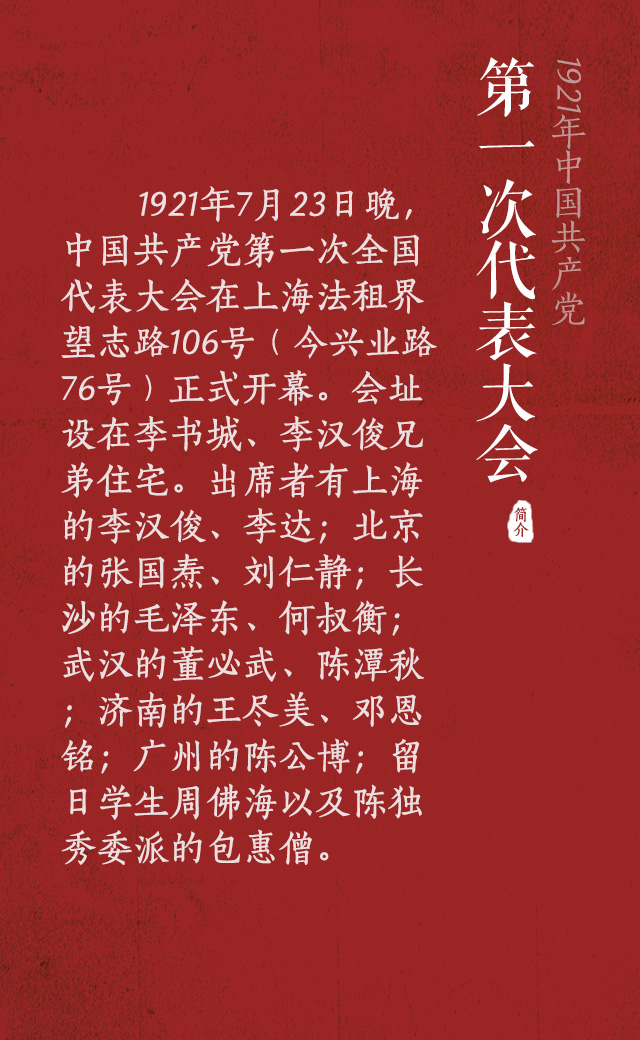 1921年中国共产党
第一次代表大会
简介
1921年7月23日晚，
中国共产党第一次全国
代表大会在上海法租界
望志路106号（今兴业路
76号）正式开幕。会址
设在李书城、李汉俊兄
弟住宅。出席者有上海
的李汉俊、李达；北京
的张国焘、刘仁静；长
沙的毛泽东、何叔衡；
武汉的董必武、陈潭秋
；济南的王尽美、邓恩
铭；广州的陈公博；留
日学生周佛海以及陈独
秀委派的包惠僧。